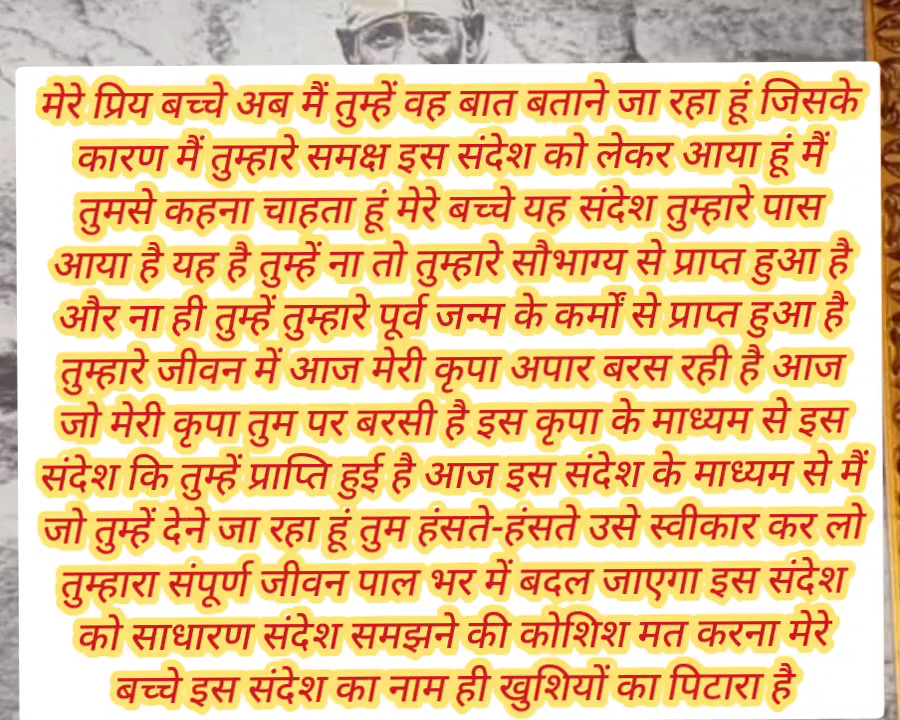 मेरे प्रिय बच्चे अब मैं तुम्हें वह बात बताने जा रहा हूं जिसके
कारण मैं तुम्हारे समक्ष इस संदेश को लेकर आया हूं मैं
तुमसे कहना चाहता हूं मेरे बच्चे यह संदेश तुम्हारे पास
आया है यह है तुम्हें ना तो तुम्हारे सौभाग्य से प्राप्त हुआ है
और ना ही तुम्हें तुम्हारे पूर्व जन्म के कर्मों से प्राप्त हुआ है
तुम्हारे जीवन में आज मेरी कृपा अपार बरस रही है आज
जो मेरी कृपा तुम पर बरसी है इस कृपा के माध्यम से इस
संदेश कि तुम्हें प्राप्ति हुई है आज इस संदेश के माध्यम से मैं
जो तुम्हें देने जा रहा हूं तुम हंसते-हंसते उसे स्वीकार कर लो
तुम्हारा संपूर्ण जीवन पाल भर में बदल जाएगा इस संदेश
को साधारण संदेश समझने की कोशिश मत करना मेरे
बच्चे इस संदेश का नाम ही खुशियों का पिटारा है